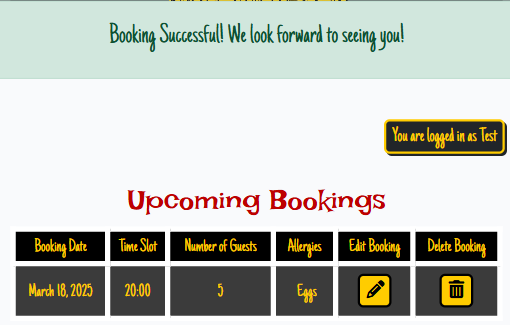 Booking Successful! We look forward to seeing you!
You are logged in as Test
Upcoming Bookings
Booking Date Time Slot Number of Guests Allergies Edit Booking Delete Booking
March 18, 2025 20:00 5 Eggs